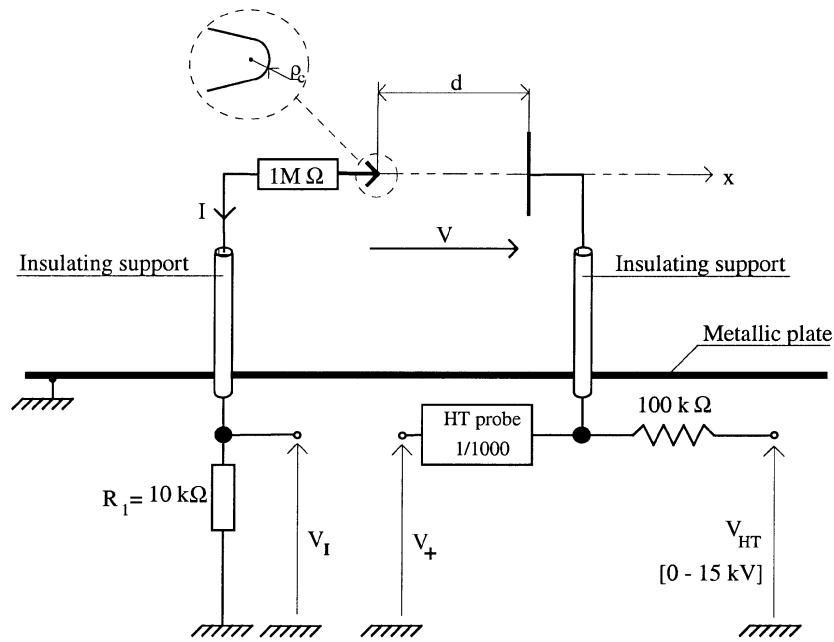 ρc
d
1M Ω
x
I
V
Insulating support
Insulating support
Metallic plate
HT probe
1/1000
100 k Ω
R1= 10 kΩ
VI
V+
VHT
[0 - 15 kV]